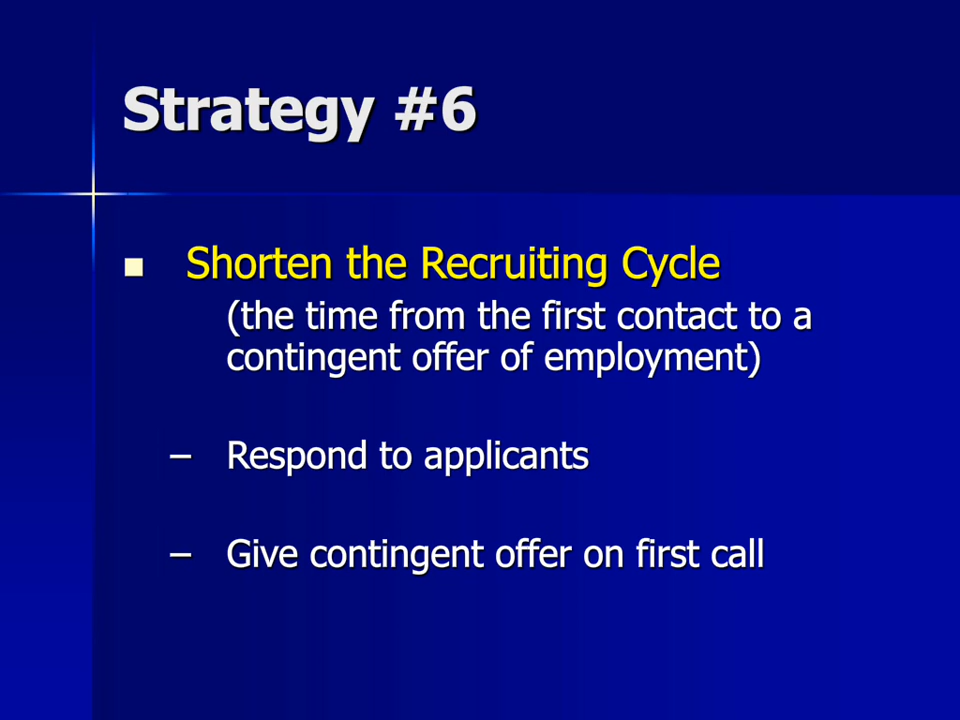 Strategy #6
■ Shorten the Recruiting Cycle
(the time from the first contact to a
contingent offer of employment)
– Respond to applicants
– Give contingent offer on first call